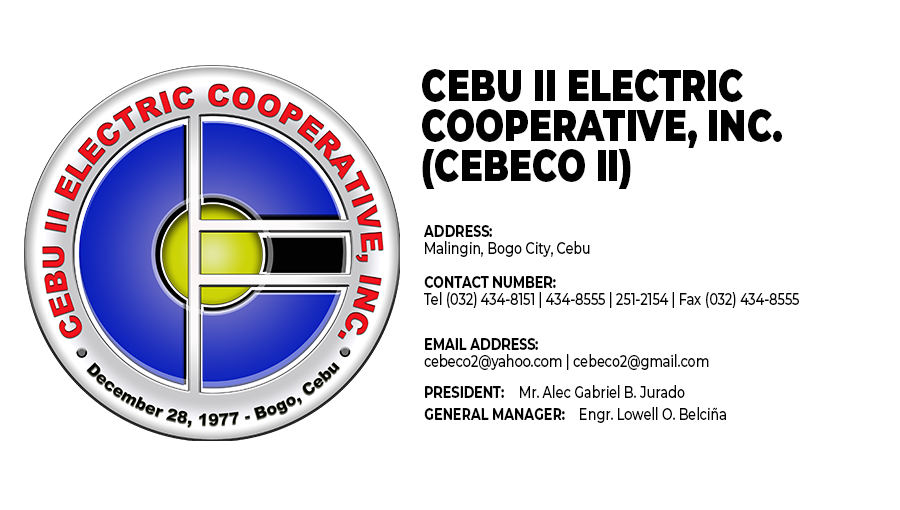 CEBU II ELECTRIC COOPERATIVE, INC.
• December 28, 1977 - Bogo, Cebu •
CEBU II ELECTRIC
COOPERATIVE, INC.
(CEBECO II)
ADDRESS:
Malingin, Bogo City, Cebu
CONTACT NUMBER:
Tel (032) 434-8151 | 434-8555 | 251-2154 | Fax (032) 434-8555
EMAIL ADDRESS:
cebeco2@yahoo.com | cebeco2@gmail.com
PRESIDENT: Mr. Alec Gabriel B. Jurado
GENERAL MANAGER: Engr. Lowell O. Belciña